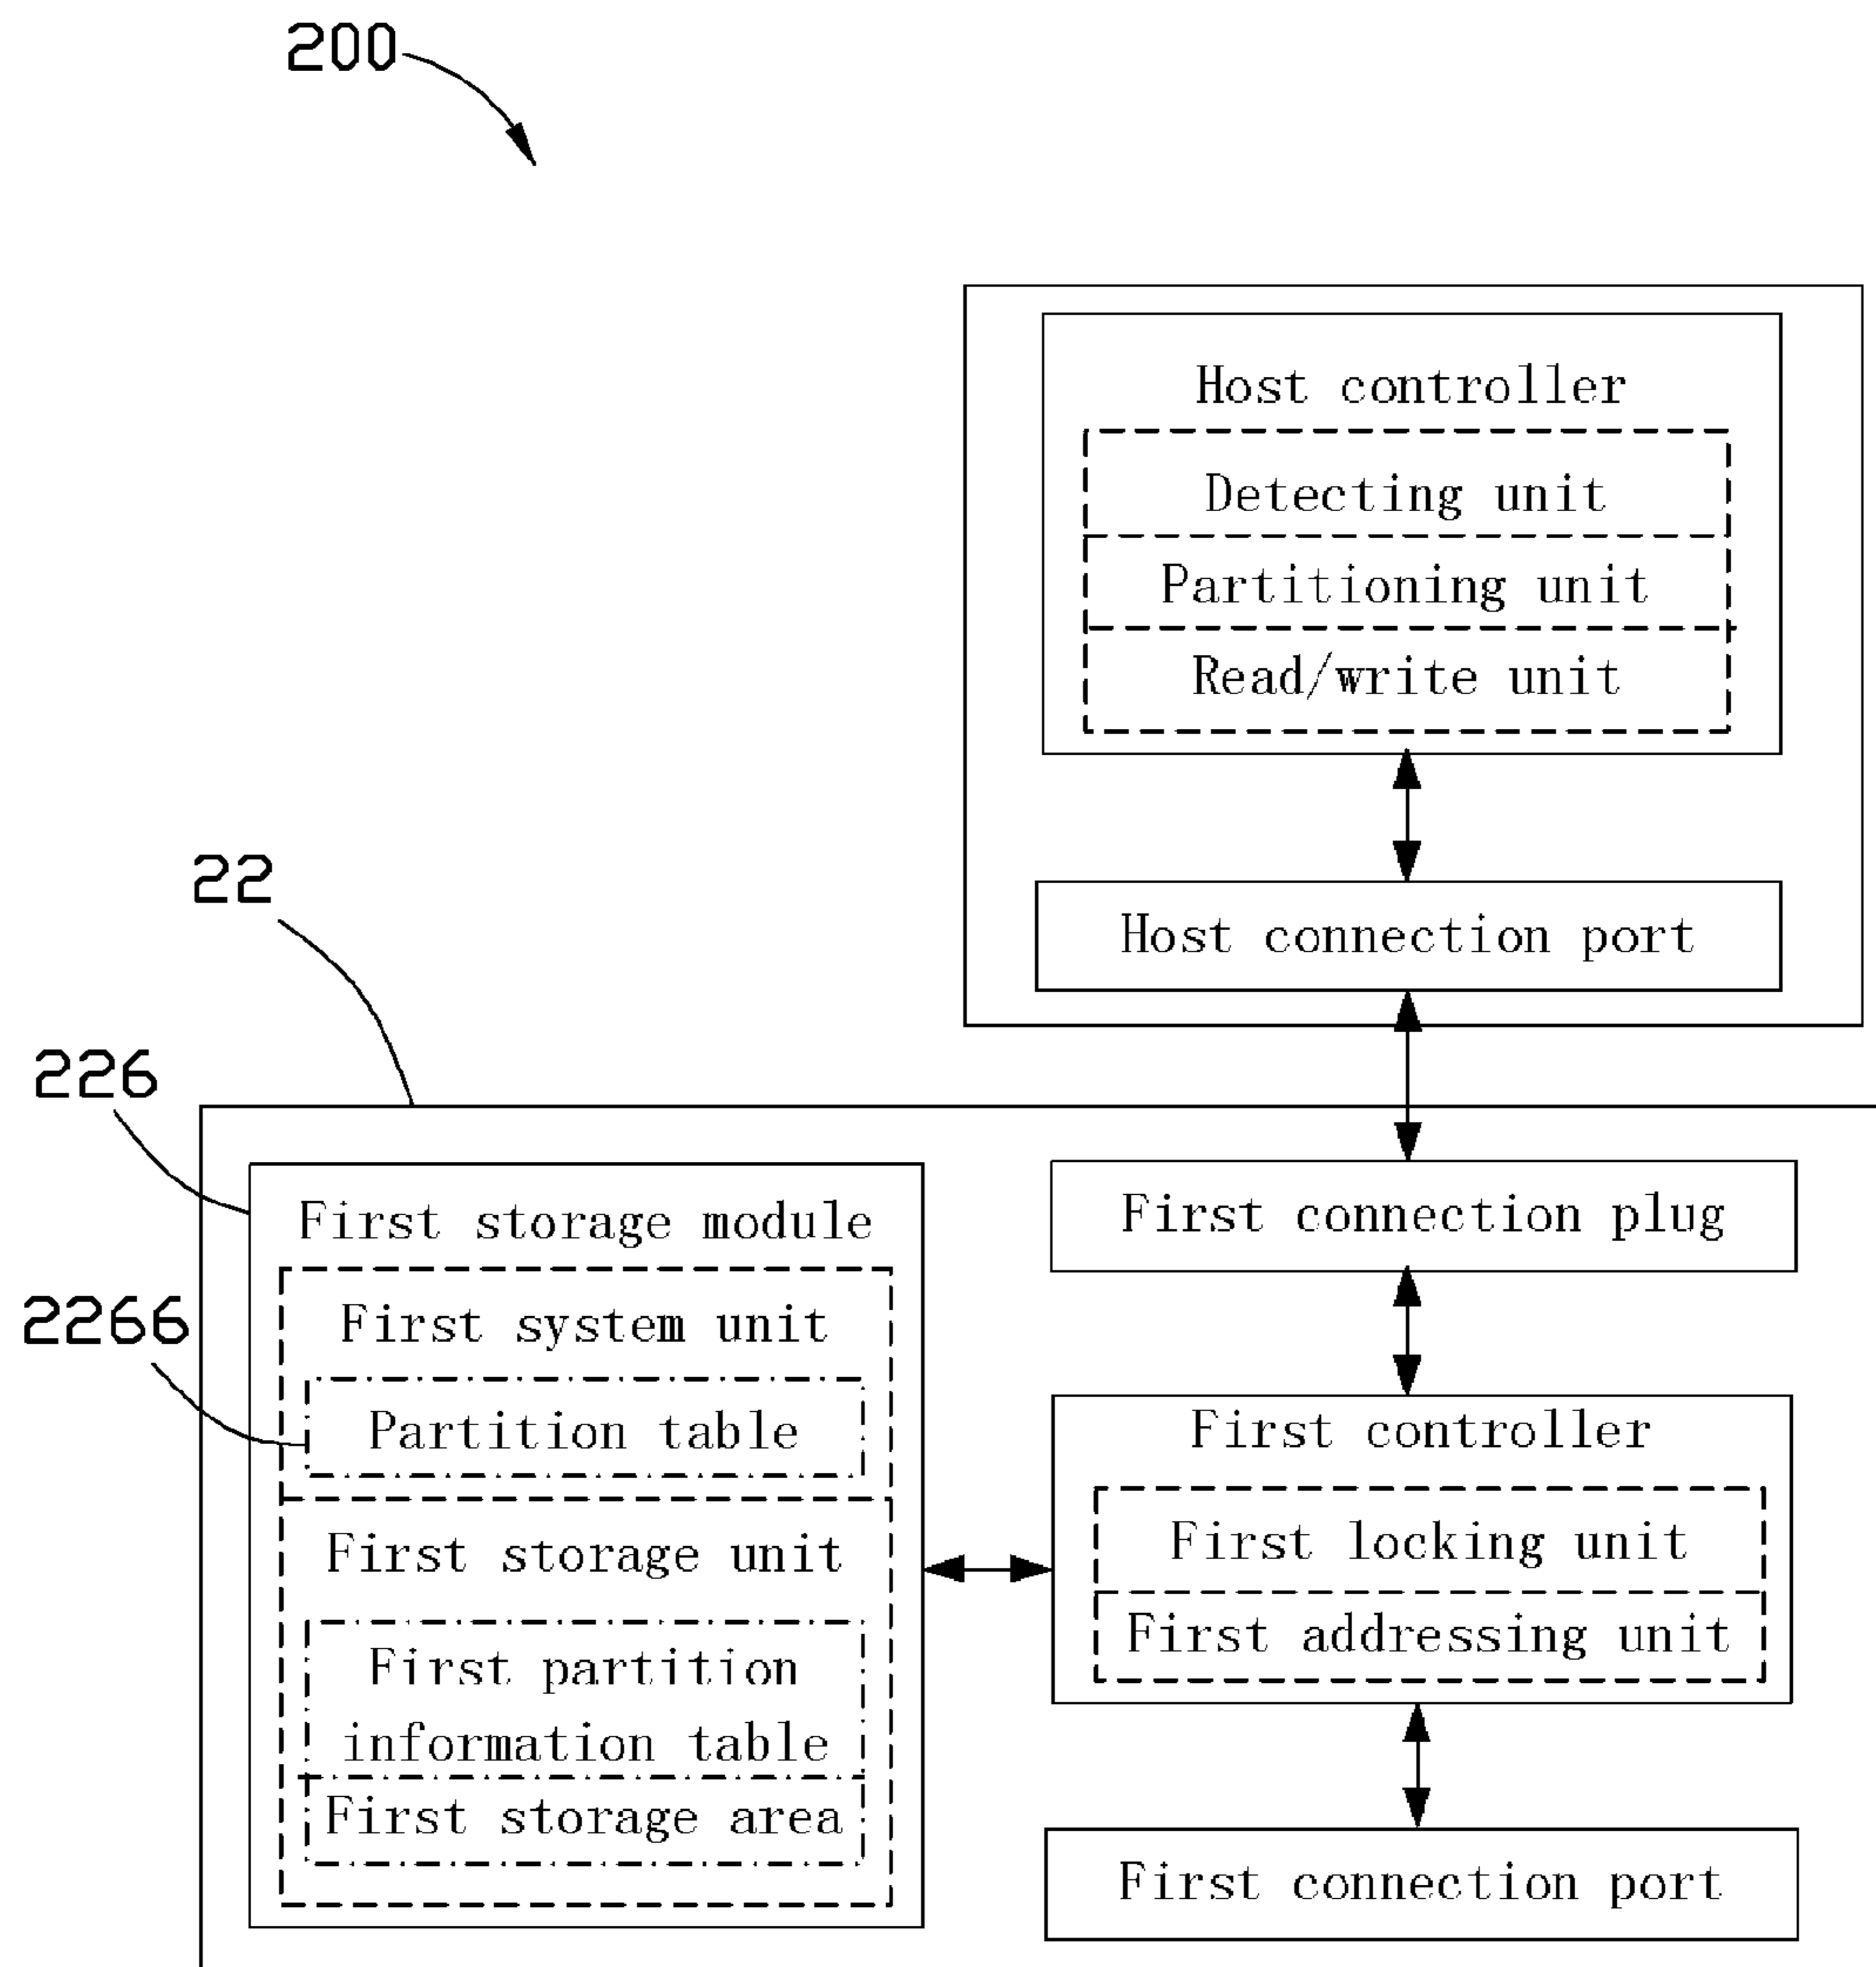 200
Host controller
Detecting unit
Partitioning unit
Read/write unit
Host connection port
22
226
2266
First storage module
First system unit
Partition table
First storage unit
First partition
information table
First storage area
First connection plug
First controller
First locking unit
First addressing unit
First connection port